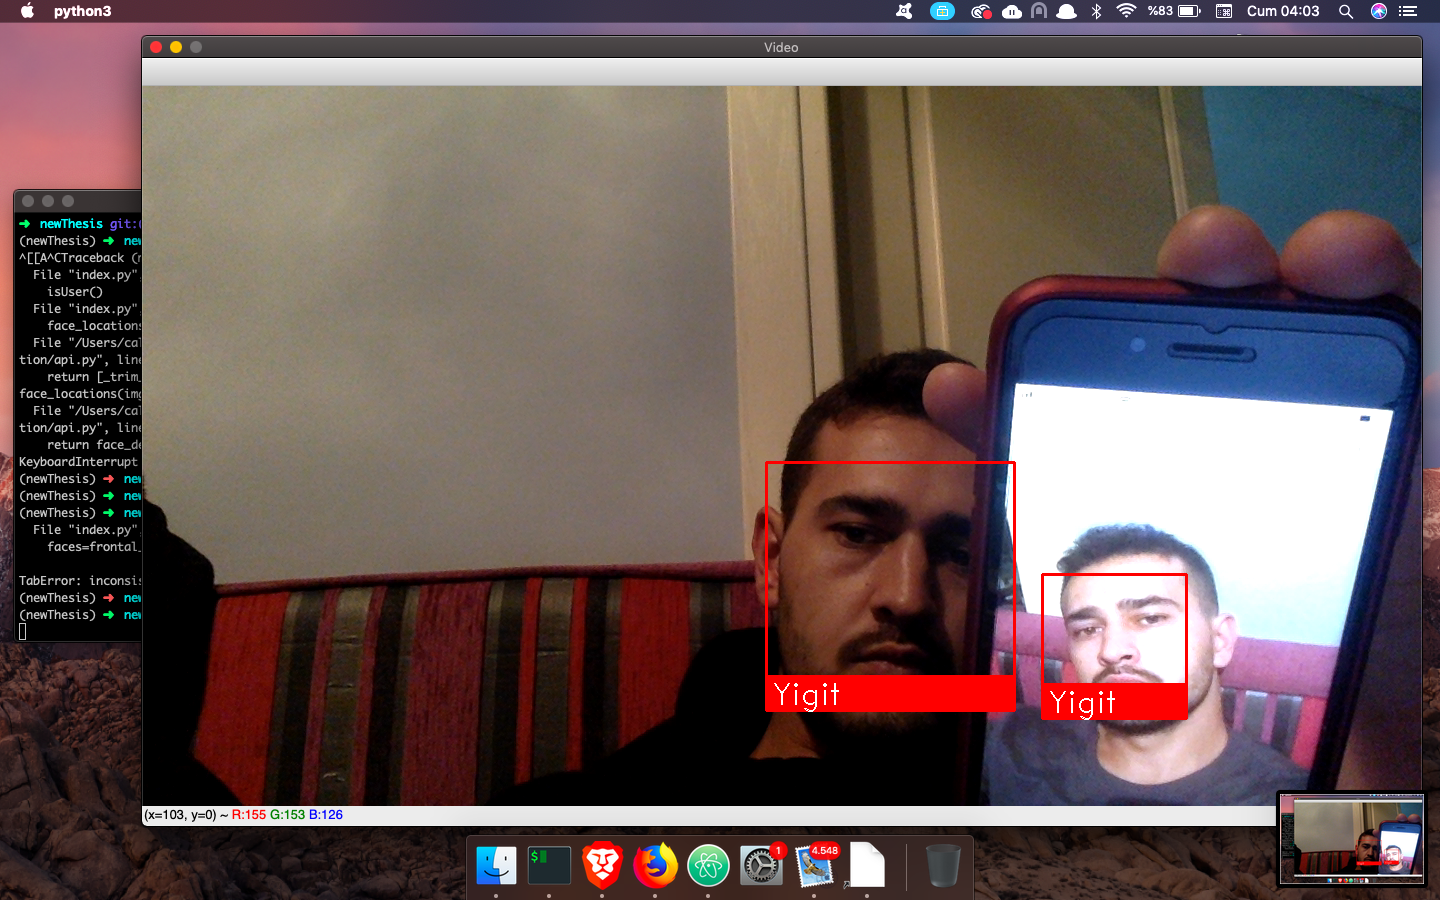 python3
%83
Cum 04:03
Video
➜ newThesis git:(
(newThesis) ➜ new
^[[A^CTraceback (m
File "index.py",
isUser()
File "index.py",
face_locations
File "/Users/cal
tion/api.py", line
return [_trim_
face_locations(img
File "/Users/cal
tion/api.py", line
return face_de
KeyboardInterrupt
(newThesis) ➜ new
(newThesis) ➜ new
(newThesis) ➜ new
File "index.py"
faces=frontal_
TabError: inconsis
(newThesis) ➜ new
(newThesis) ➜ new
Yigit
Yigit
(x=103, y=0) ~ R:155 G:153 B:126
$
1
4.548